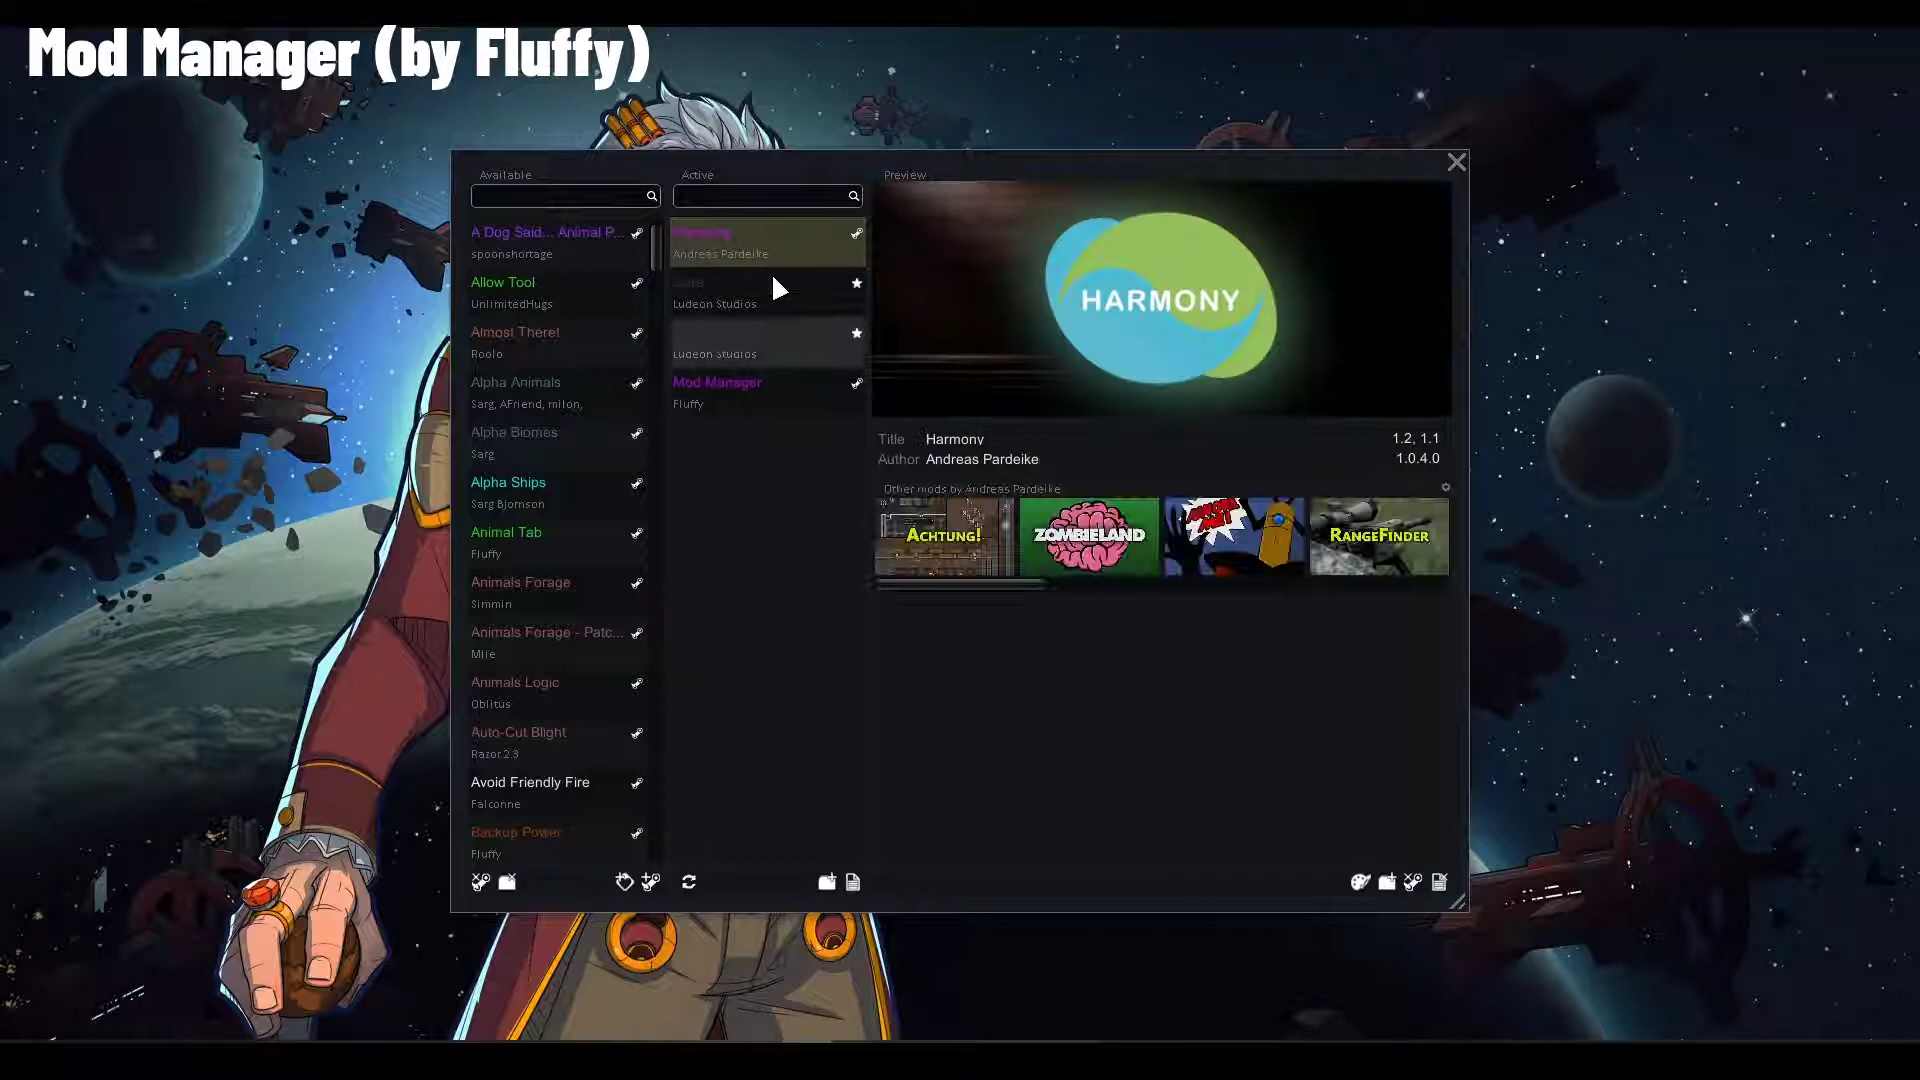 Mod Manager (by Fluffy)
Available
A Dog Said... Animal P...
spoonshortage
Allow Tool
UnlimitedHugs
Almost There!
Roolo
Alpha Animals
Sarg, AFriend, milon,
Alpha Biomes
Sarg
Alpha Ships
Sarg Bjornson
Animal Tab
Fluffy
Animals Forage
Simmin
Animals Forage - Patc...
Mlie
Animals Logic
Oblitus
Auto-Cut Blight
Razor 2.3
Avoid Friendly Fire
Falconne
Backup Power
Fluffy
Active
Harmony
Andreas Pardeike
Core
Ludeon Studios
Ludeon Studios
Mod Manager
Fluffy
Preview
HARMONY
Title Harmony 1.2, 1.1
Author Andreas Pardeike 1.0.4.0
Other mods by Andreas Pardeike
ACHTUNG!
ZOMBIELAND
RANGEFINDER